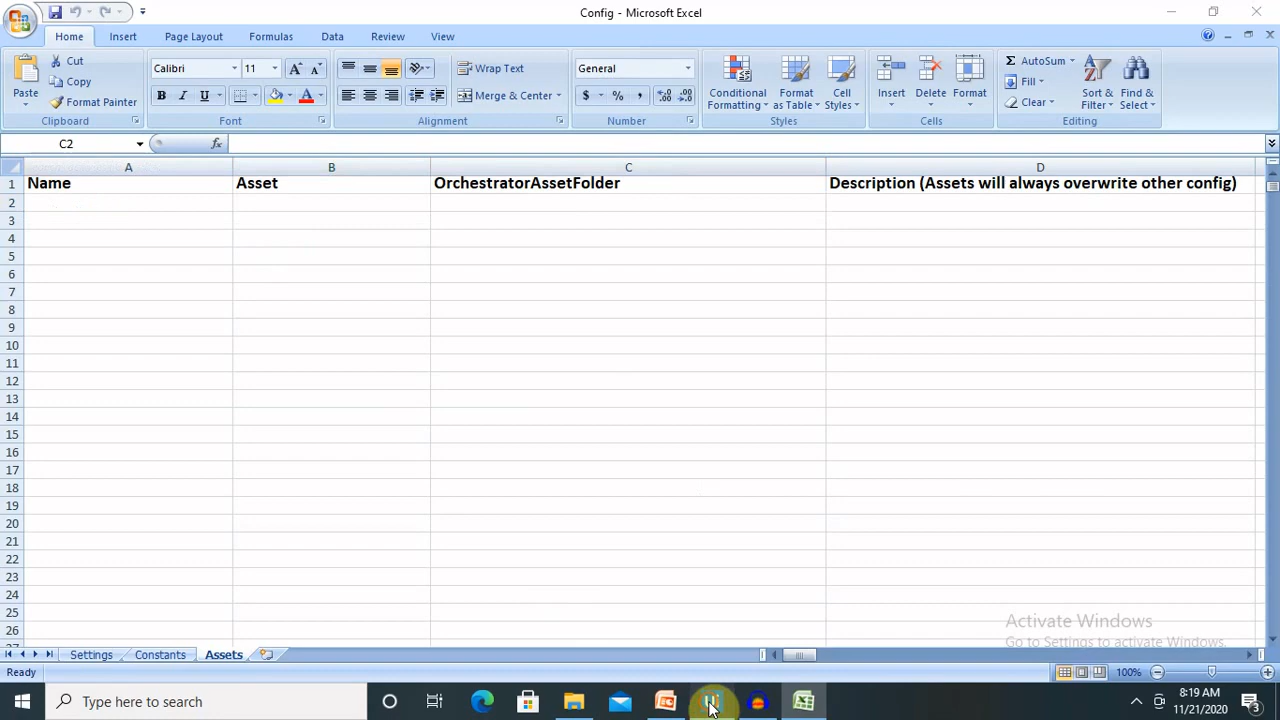 Config - Microsoft Excel
Home Insert Page Layout Formulas Data Review View
Paste
Cut
Copy
Format Painter
Clipboard
Calibri 11
B I U
Font
Wrap Text
Merge & Center
Alignment
General
$ % ,
Number
Conditional Formatting
Format as Table
Cell Styles
Styles
Insert Delete Format
Cells
AutoSum
Fill
Clear
Sort & Filter
Find & Select
Editing
C2
A B C D
1 Name Asset OrchestratorAssetFolder Description (Assets will always overwrite other config)
2
3
4
5
6
7
8
9
10
11
12
13
14
15
16
17
18
19
20
21
22
23
24
25
26
Activate Windows
Go to Settings to activate Windows.
Settings Constants Assets
Ready 100%
Type here to search
8:19 AM
11/21/2020
3